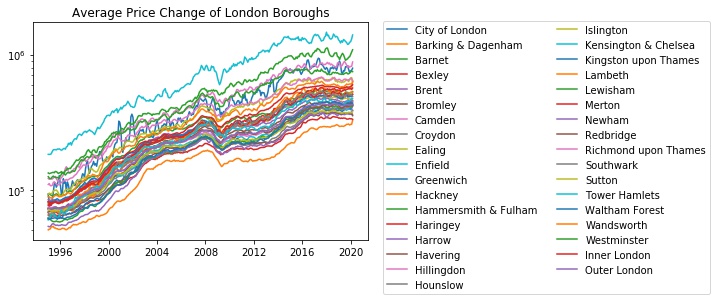 Average Price Change of London Boroughs
10^6
10^5
1996 2000 2004 2008 2012 2016 2020
City of London
Barking & Dagenham
Barnet
Bexley
Brent
Bromley
Camden
Croydon
Ealing
Enfield
Greenwich
Hackney
Hammersmith & Fulham
Haringey
Harrow
Havering
Hillingdon
Hounslow
Islington
Kensington & Chelsea
Kingston upon Thames
Lambeth
Lewisham
Merton
Newham
Redbridge
Richmond upon Thames
Southwark
Sutton
Tower Hamlets
Waltham Forest
Wandsworth
Westminster
Inner London
Outer London